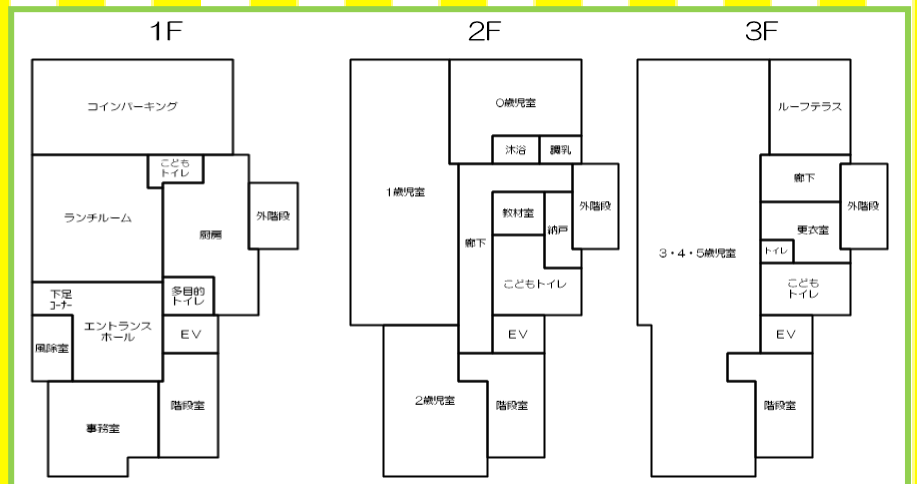 1F
コインパーキング
こども
トイレ
ランチルーム
厨房
外階段
下足
コーナー
多目的
トイレ
エントランス
ホール
EV
風除室
事務室
階段室
2F
0歳児室
沐浴
調乳
1歳児室
教材室
納戸
外階段
廊下
こどもトイレ
EV
2歳児室
階段室
3F
ルーフテラス
廊下
外階段
更衣室
トイレ
3・4・5歳児室
こども
トイレ
EV
階段室